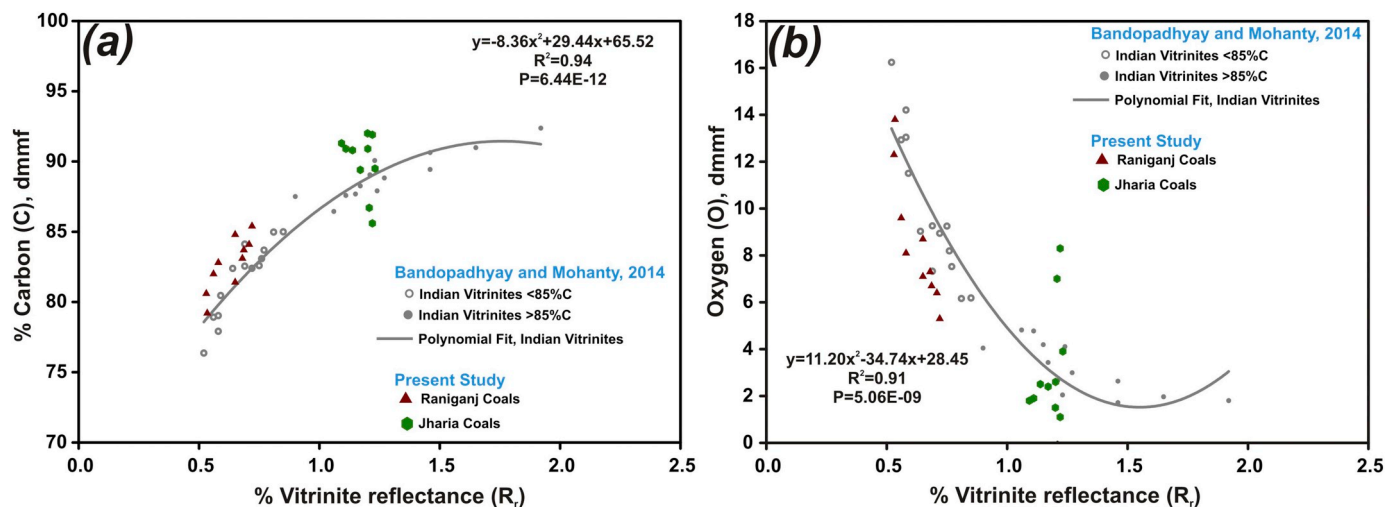 (a)
y=-8.36x²+29.44x+65.52
R²=0.94
P=6.44E-12
% Carbon (C), dmmf
100
95
90
85
80
75
70
Bandopadhyay and Mohanty, 2014
Indian Vitrinites <85%C
Indian Vitrinites >85%C
Polynomial Fit, Indian Vitrinites
Present Study
Raniganj Coals
Jharia Coals
0.0 0.5 1.0 1.5 2.0 2.5
% Vitrinite reflectance (Rr)
(b)
Bandopadhyay and Mohanty, 2014
Indian Vitrinites <85%C
Indian Vitrinites >85%C
Polynomial Fit, Indian Vitrinites
Present Study
Raniganj Coals
Jharia Coals
Oxygen (O), dmmf
18
16
14
12
10
8
6
4
2
0
y=11.20x²-34.74x+28.45
R²=0.91
P=5.06E-09
0.0 0.5 1.0 1.5 2.0 2.5
% Vitrinite reflectance (Rr)